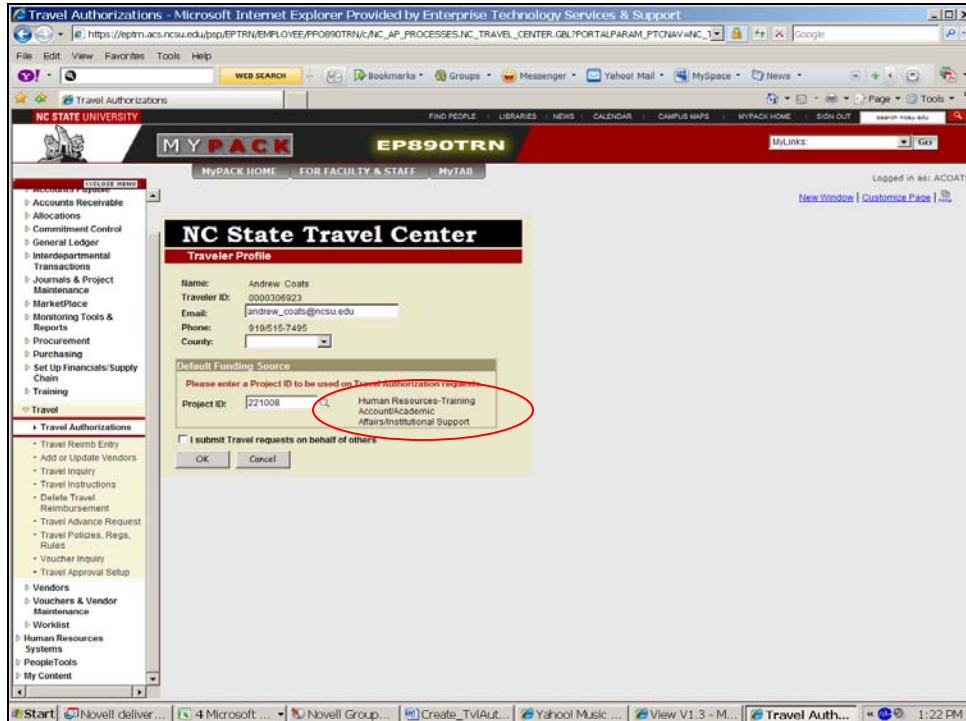 Travel Authorizations - Microsoft Internet Explorer Provided by Enterprise Technology Services & Support
https://eptrn.acs.ncsu.edu/psp/EPTRN/EMPLOYEE/PPO890TRN/c/NC_AP_PROCESSES.NC_TRAVEL_CENTER.GBL?PORTALPARAM_PTCNAV=NC_T
Google
File Edit View Favorites Tools Help
WEB SEARCH Bookmarks Groups Messenger Yahoo! Mail MySpace News
Travel Authorizations
Page Tools
NC STATE UNIVERSITY
FIND PEOPLE LIBRARIES NEWS CALENDAR CAMPUS MAPS MYPACK HOME SIGN OUT search ncsu.edu
MYPACK EP890TRN MyLinks: GO
MyPACK HOME FOR FACULTY & STAFF MyTAB
Logged in as: ACOATS
New Window | Customize Page |
CLOSE MENU
Accounts Payable
Accounts Receivable
Allocations
Commitment Control
General Ledger
Interdepartmental
Transactions
Journals & Project
Maintenance
MarketPlace
Monitoring Tools &
Reports
Procurement
Purchasing
Set Up Financials/Supply
Chain
Training
Travel
Travel Authorizations
- Travel Reimb Entry
- Add or Update Vendors
- Travel Inquiry
- Travel Instructions
- Delete Travel
Reimbursement
- Travel Advance Request
- Travel Policies, Regs,
Rules
- Voucher Inquiry
- Travel Approval Setup
Vendors
Vouchers & Vendor
Maintenance
Worklist
Human Resources
Systems
PeopleTools
My Content
NC State Travel Center
Traveler Profile
Name: Andrew Coats
Traveler ID: 0000306923
Email: andrew_coats@ncsu.edu
Phone: 919/515-7495
County:
Default Funding Source
Please enter a Project ID to be used on Travel Authorization requests.
Project ID: 221008
Human Resources-Training
Account/Academic
Affairs/Institutional Support
I submit Travel requests on behalf of others
OK Cancel
Start Novell deliver... 4 Microsoft ... Novell Group... Create_TvlAut... Yahoo! Music ... View V1.3 - M... Travel Auth... 1:22 PM